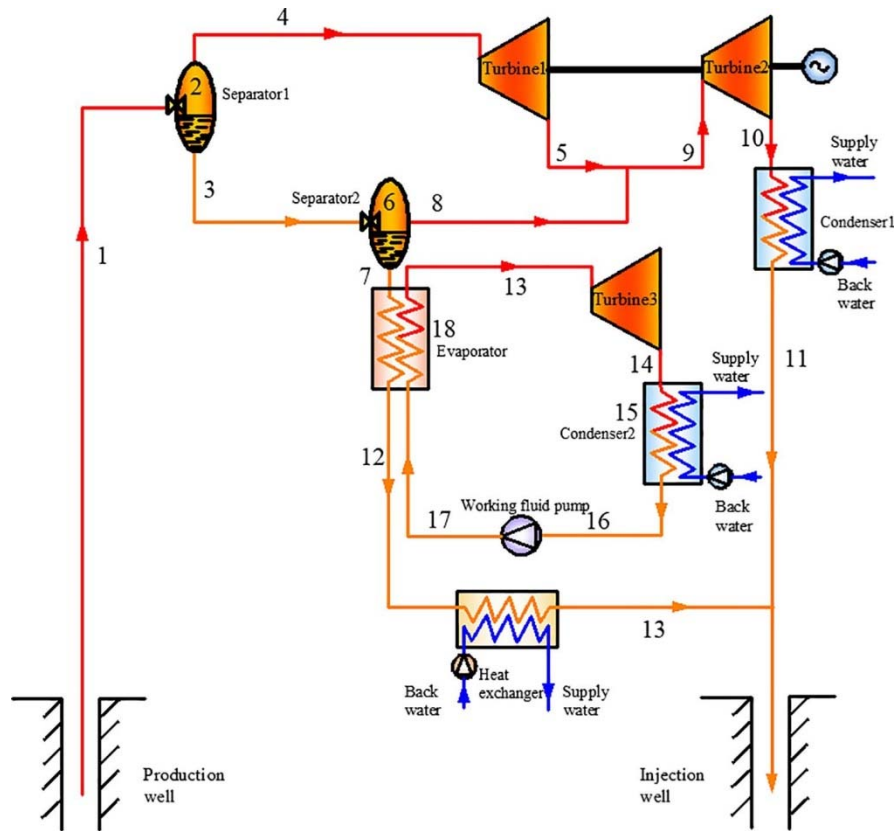 4
Turbine1
Turbine2
2
Separator1
5
9
10
Supply
water
3
Separator2
6
8
Condenser1
1
7
13
Back
water
Turbine3
18
Evaporator
14
Supply
water
11
15
Condenser2
12
Back
water
Working fluid pump
17
16
13
Back
water
Heat
exchanger
Supply
water
Production
well
Injection
well